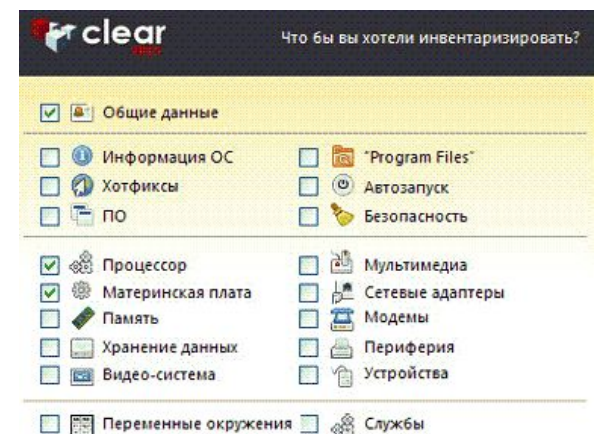 clear
Что бы вы хотели инвентаризировать?
Общие данные
Информация ОС
"Program Files"
Хотфиксы
Автозапуск
ПО
Безопасность
Процессор
Мультимедиа
Материнская плата
Сетевые адаптеры
Память
Модемы
Хранение данных
Периферия
Видео-система
Устройства
Переменные окружения
Службы